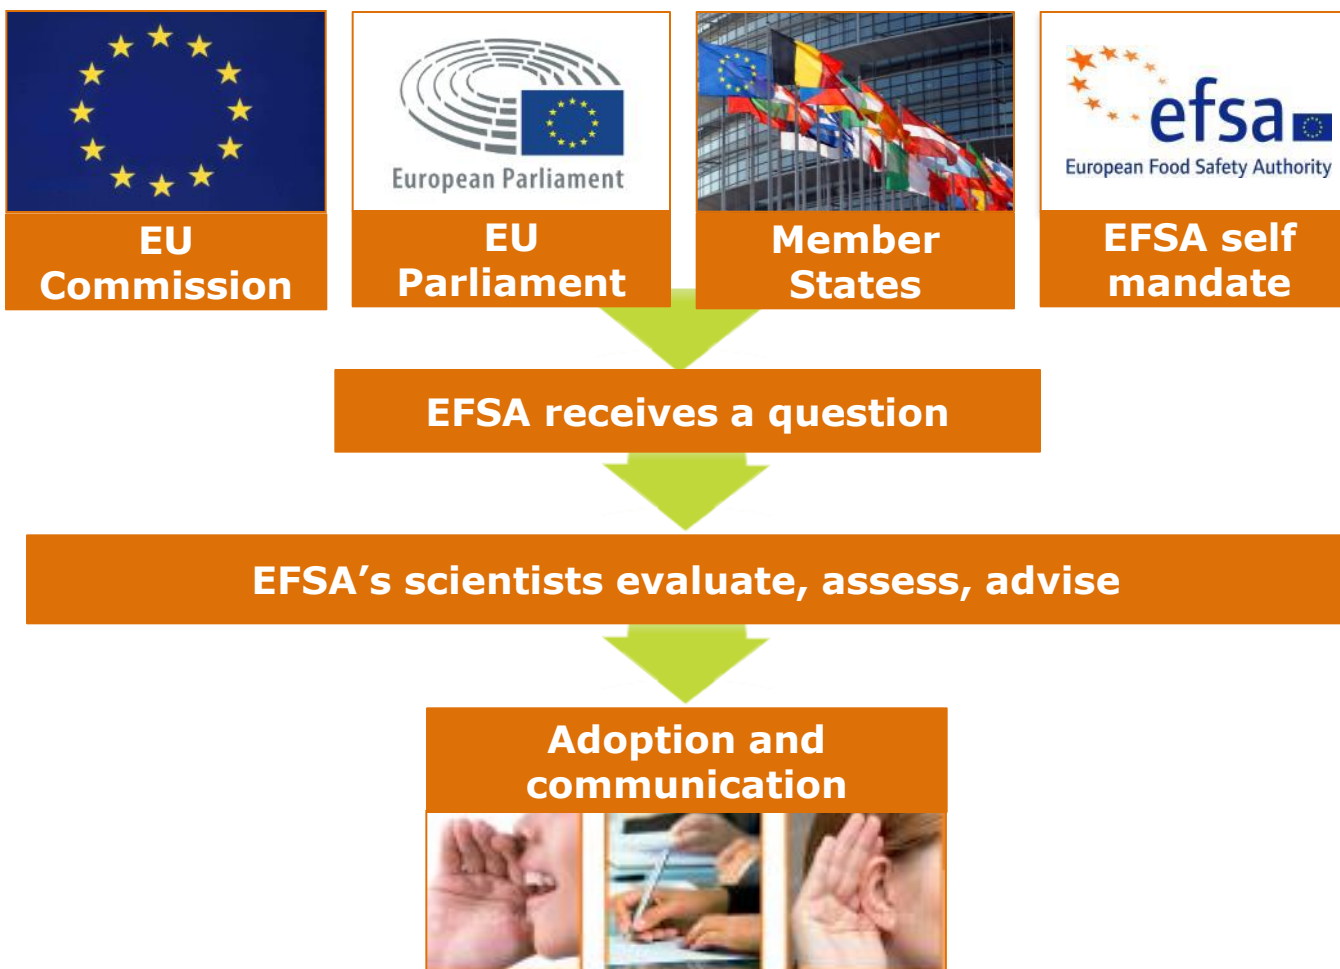 European Parliament
efsa
European Food Safety Authority
EU
Commission
EU
Parliament
Member
States
EFSA self
mandate
EFSA receives a question
EFSA’s scientists evaluate, assess, advise
Adoption and
communication